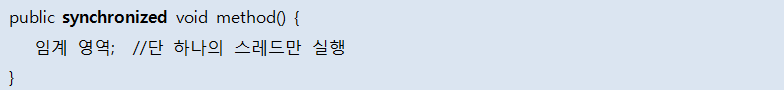 public synchronized void method() {
임계 영역; //단 하나의 스레드만 실행
}